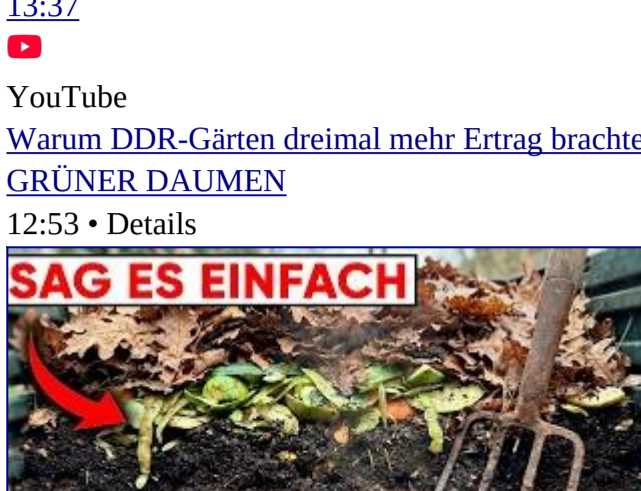 13:37
YouTube
Warum DDR-Gärten dreimal mehr Ertrag brachte
GRÜNER DAUMEN
12:53 • Details
SAG ES EINFACH